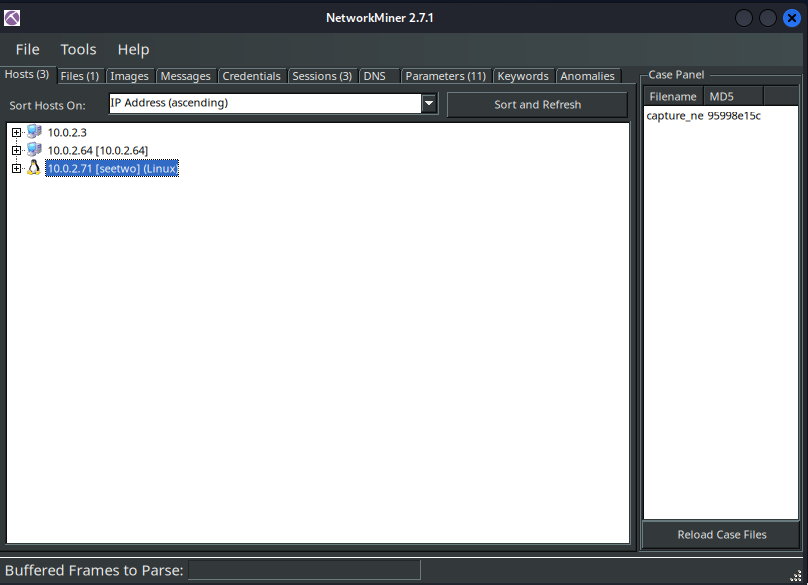 NetworkMiner 2.7.1
File Tools Help
Hosts (3) Files (1) Images Messages Credentials Sessions (3) DNS Parameters (11) Keywords Anomalies
Sort Hosts On: IP Address (ascending) Sort and Refresh
10.0.2.3
10.0.2.64 [10.0.2.64]
10.0.2.71 [seetwo] (Linux)
Case Panel
Filename MD5
capture_ne 95998e15c
Reload Case Files
Buffered Frames to Parse: